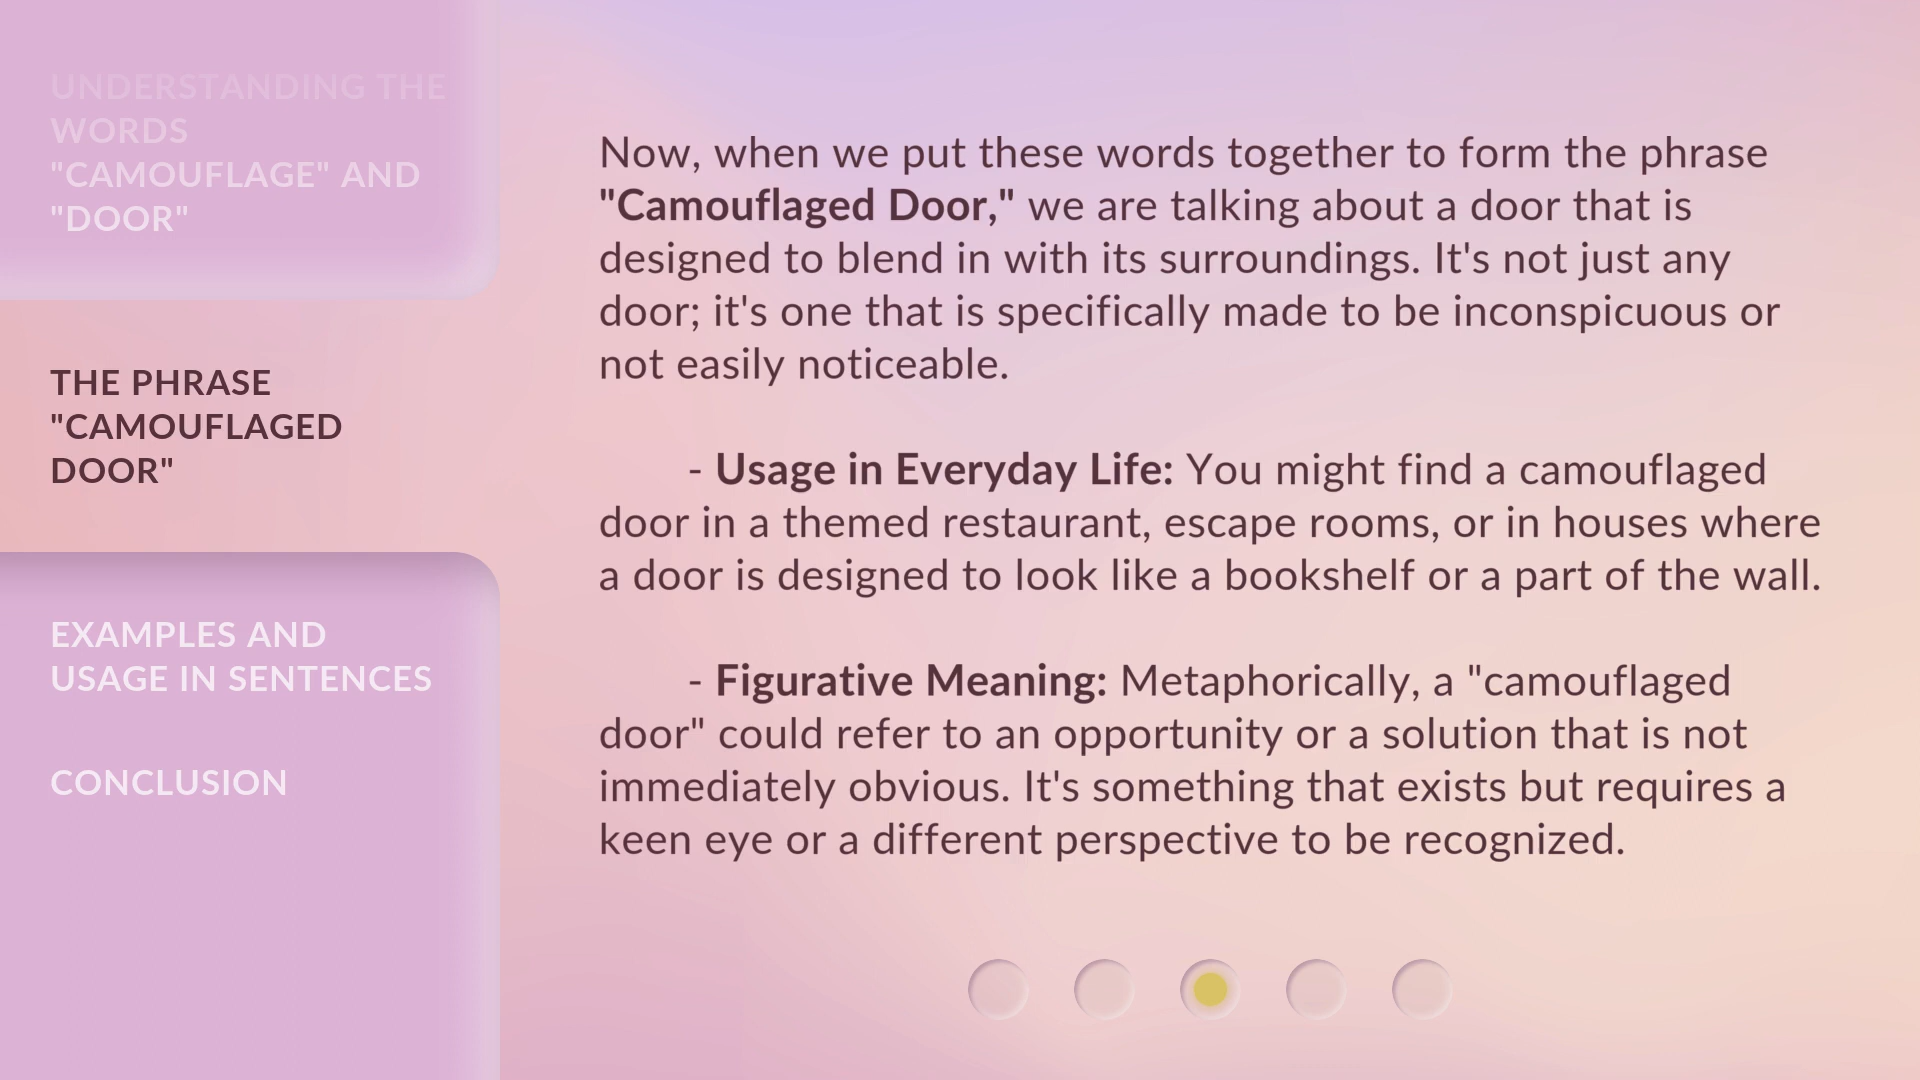 UNDERSTANDING THE
WORDS
"CAMOUFLAGE" AND
"DOOR"
THE PHRASE
"CAMOUFLAGED
DOOR"
EXAMPLES AND
USAGE IN SENTENCES
CONCLUSION
Now, when we put these words together to form the phrase
"Camouflaged Door," we are talking about a door that is
designed to blend in with its surroundings. It's not just any
door; it's one that is specifically made to be inconspicuous or
not easily noticeable.
- Usage in Everyday Life: You might find a camouflaged
door in a themed restaurant, escape rooms, or in houses where
a door is designed to look like a bookshelf or a part of the wall.
- Figurative Meaning: Metaphorically, a "camouflaged
door" could refer to an opportunity or a solution that is not
immediately obvious. It's something that exists but requires a
keen eye or a different perspective to be recognized.